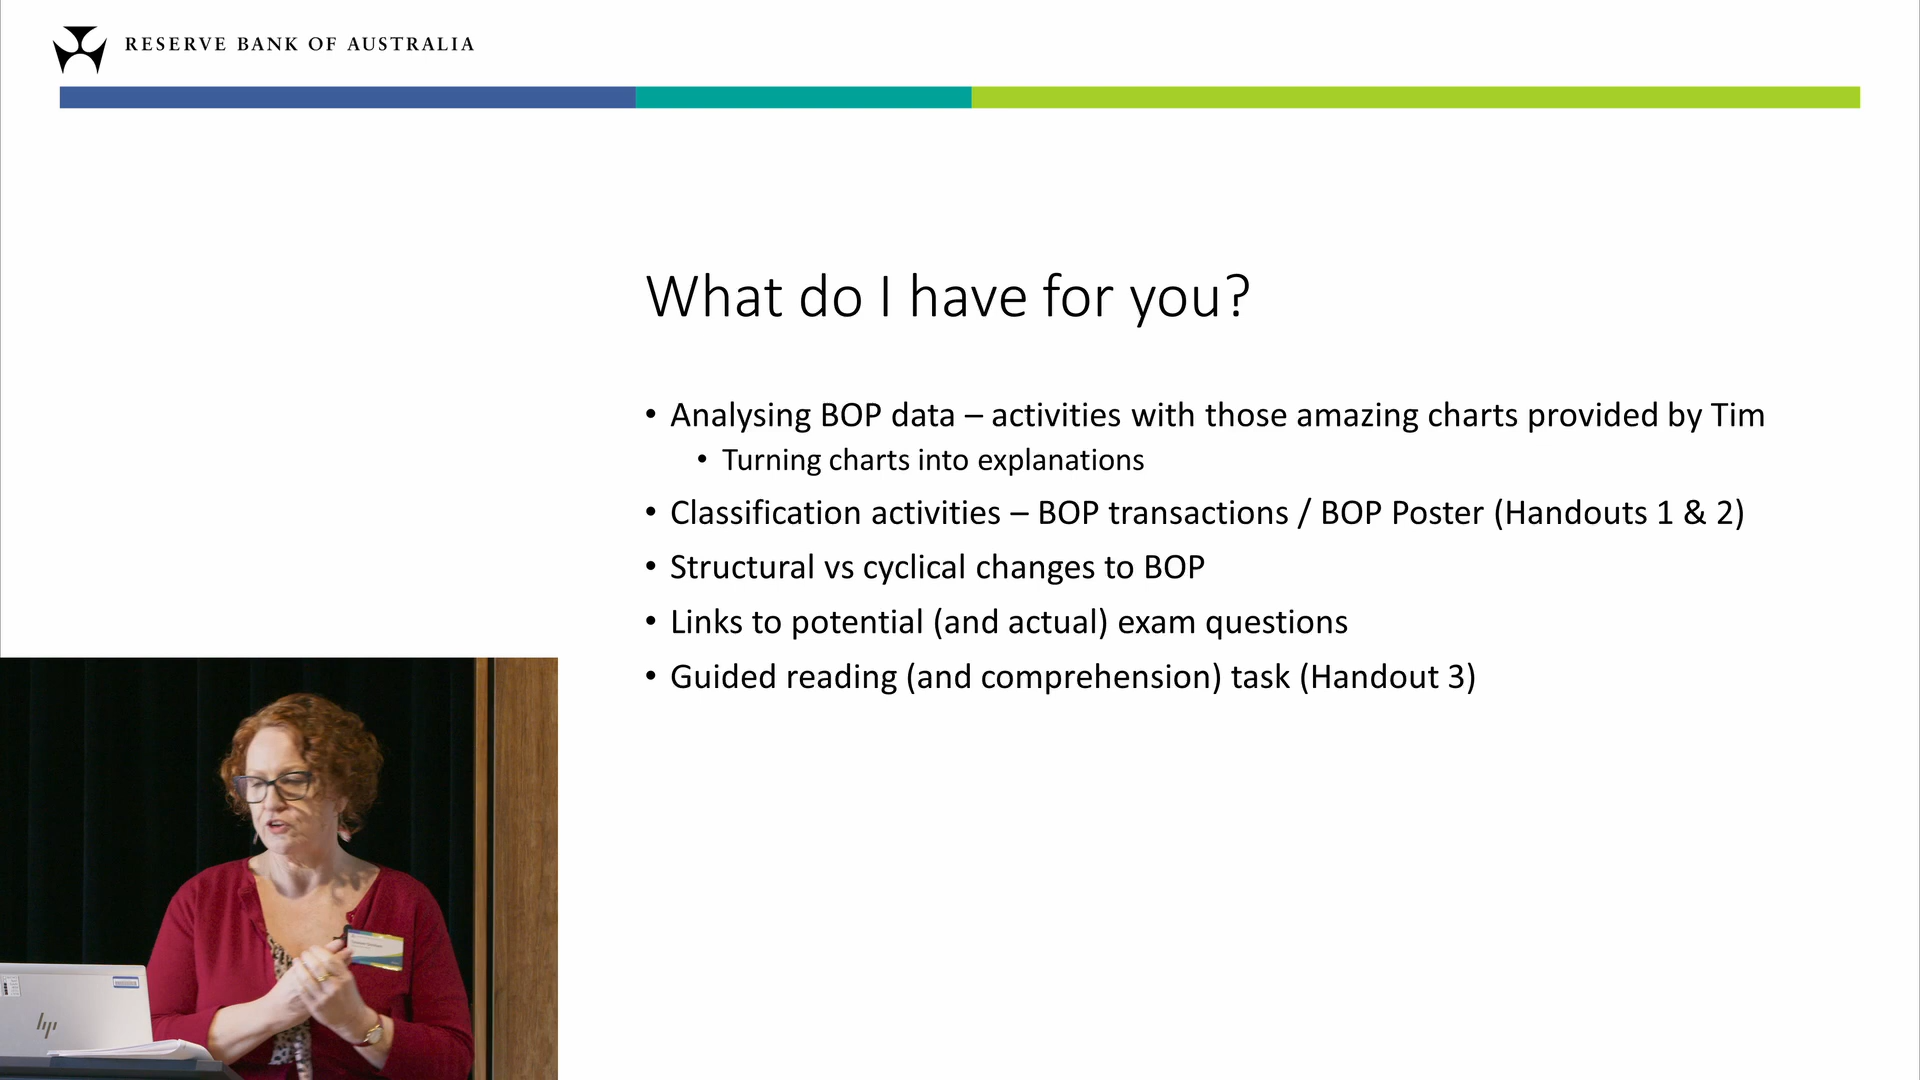 RESERVE BANK OF AUSTRALIA
What do I have for you?
• Analysing BOP data – activities with those amazing charts provided by Tim
• Turning charts into explanations
• Classification activities – BOP transactions / BOP Poster (Handouts 1 & 2)
• Structural vs cyclical changes to BOP
• Links to potential (and actual) exam questions
• Guided reading (and comprehension) task (Handout 3)
hp